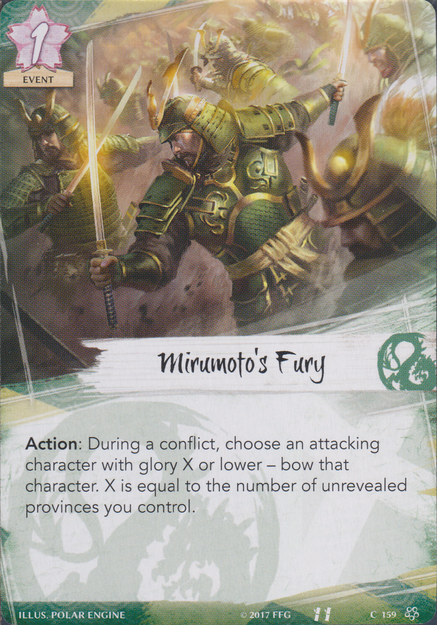 1
EVENT
Mirumoto's Fury
Action: During a conflict, choose an attacking
character with glory X or lower – bow that
character. X is equal to the number of unrevealed
provinces you control.
ILLUS. POLAR ENGINE © 2017 FFG C 159